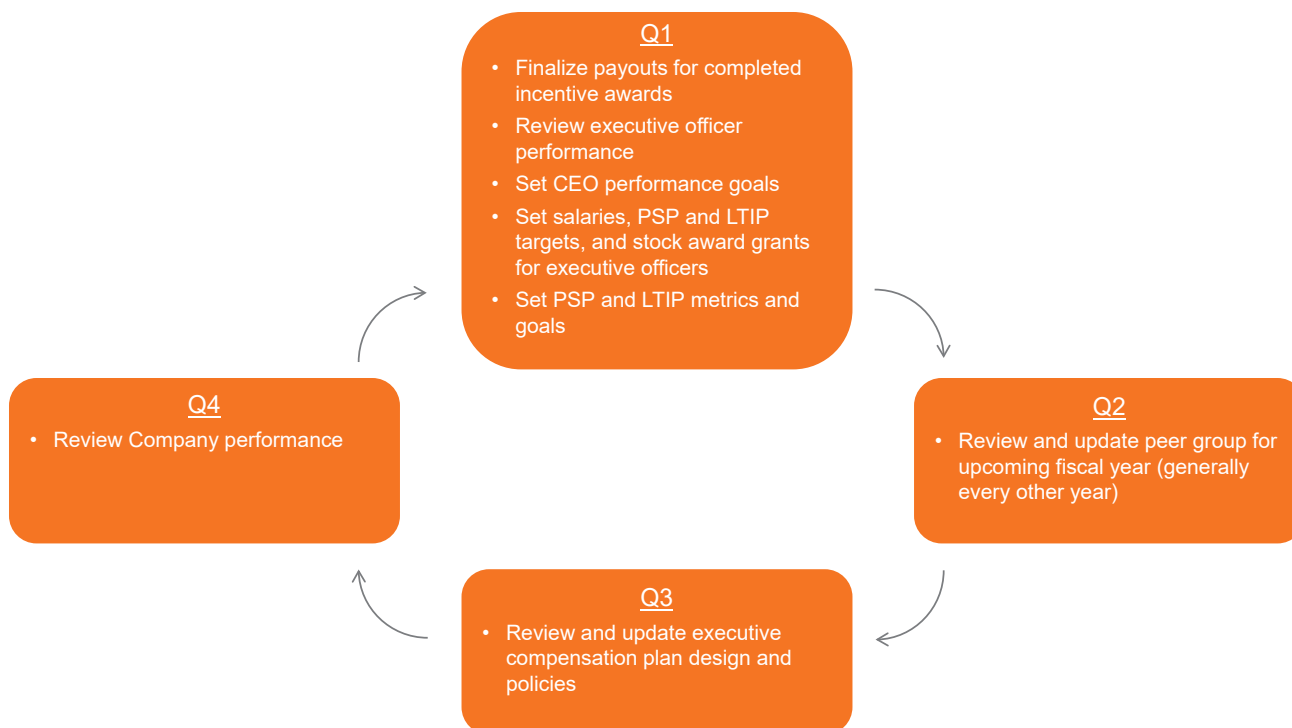 Q1
• Finalize payouts for completed
incentive awards
• Review executive officer
performance
• Set CEO performance goals
• Set salaries, PSP and LTIP
targets, and stock award grants
for executive officers
• Set PSP and LTIP metrics and
goals
Q2
• Review and update peer group for
upcoming fiscal year (generally
every other year)
Q3
• Review and update executive
compensation plan design and
policies
Q4
• Review Company performance